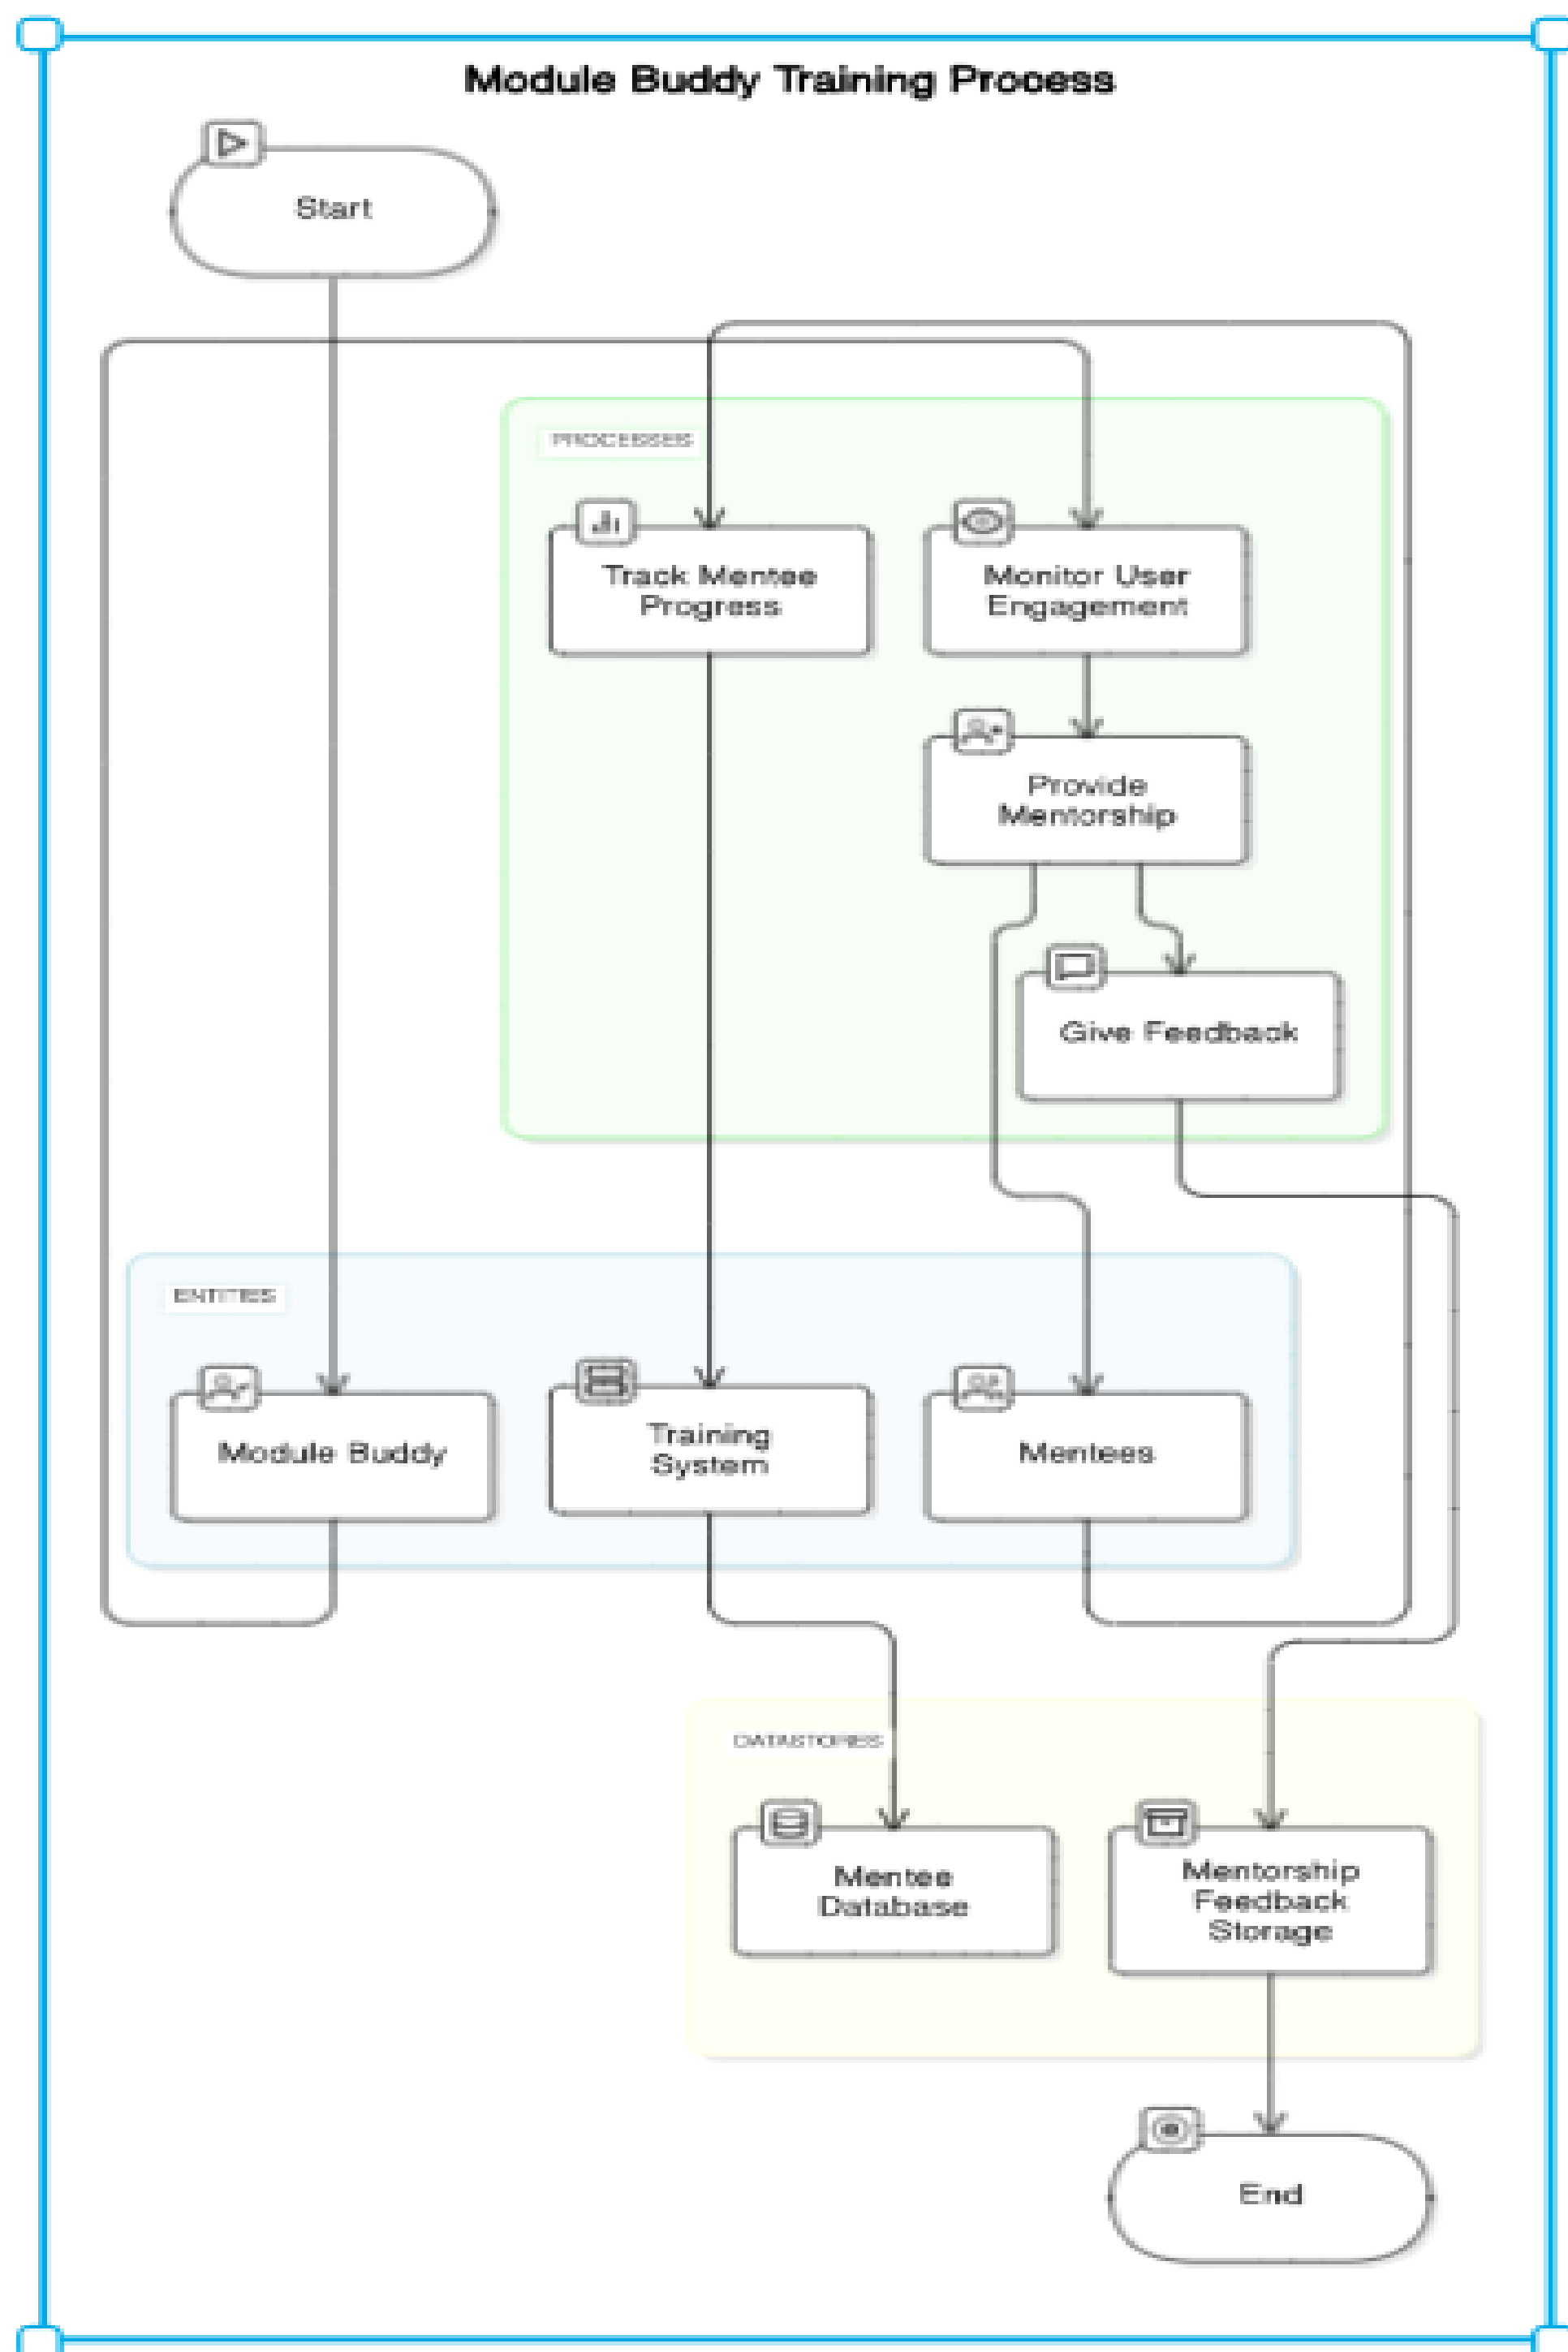 Module Buddy Training Process
Start
PROCESSES
Track Mentee
Progress
Monitor User
Engagement
Provide
Mentorship
Give Feedback
ENTITIES
Module Buddy
Training
System
Mentees
DATASTORES
Mentee
Database
Mentorship
Feedback
Storage
End